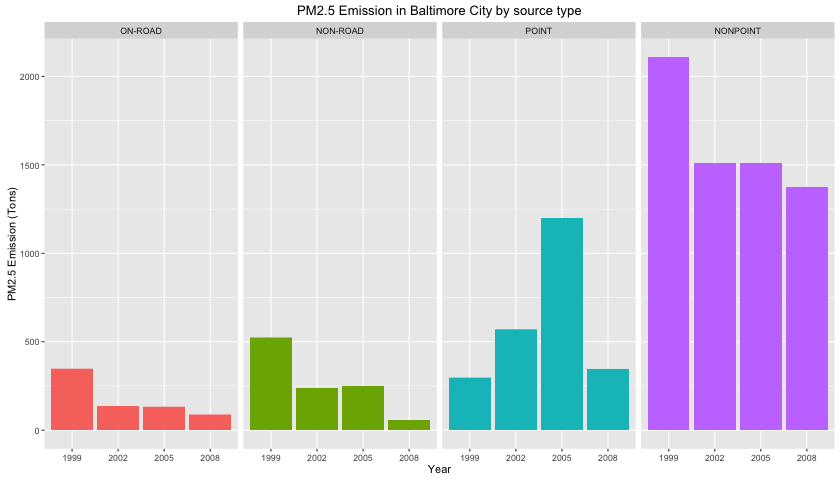 PM2.5 Emission in Baltimore City by source type
ON-ROAD NON-ROAD POINT NONPOINT
PM2.5 Emission (Tons)
2000
1500
1000
500
0
1999 2002 2005 2008 1999 2002 2005 2008 1999 2002 2005 2008 1999 2002 2005 2008
Year